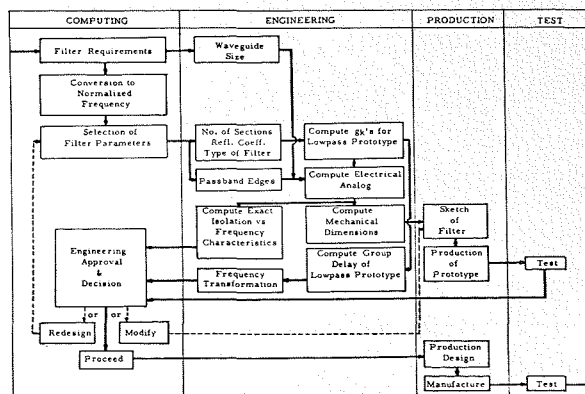 COMPUTING
ENGINEERING
PRODUCTION
TEST
Filter Requirements
Waveguide
Size
Conversion to
Normalized
Frequency
Selection of
Filter Parameters
No. of Sections
Refl. Coeff.
Type of Filter
Compute gk's for
Lowpass Prototype
Passband Edges
Compute Electrical
Analog
Compute Exact
Isolation vs
Frequency
Characteristics
Compute
Mechanical
Dimensions
Sketch
of
Filter
Engineering
Approval
&
Decision
Frequency
Transformation
Compute Group
Delay of
Lowpass Prototype
Production
of
Prototype
Test
or
or
Redesign
Modify
Proceed
Production
Design
Manufacture
Test